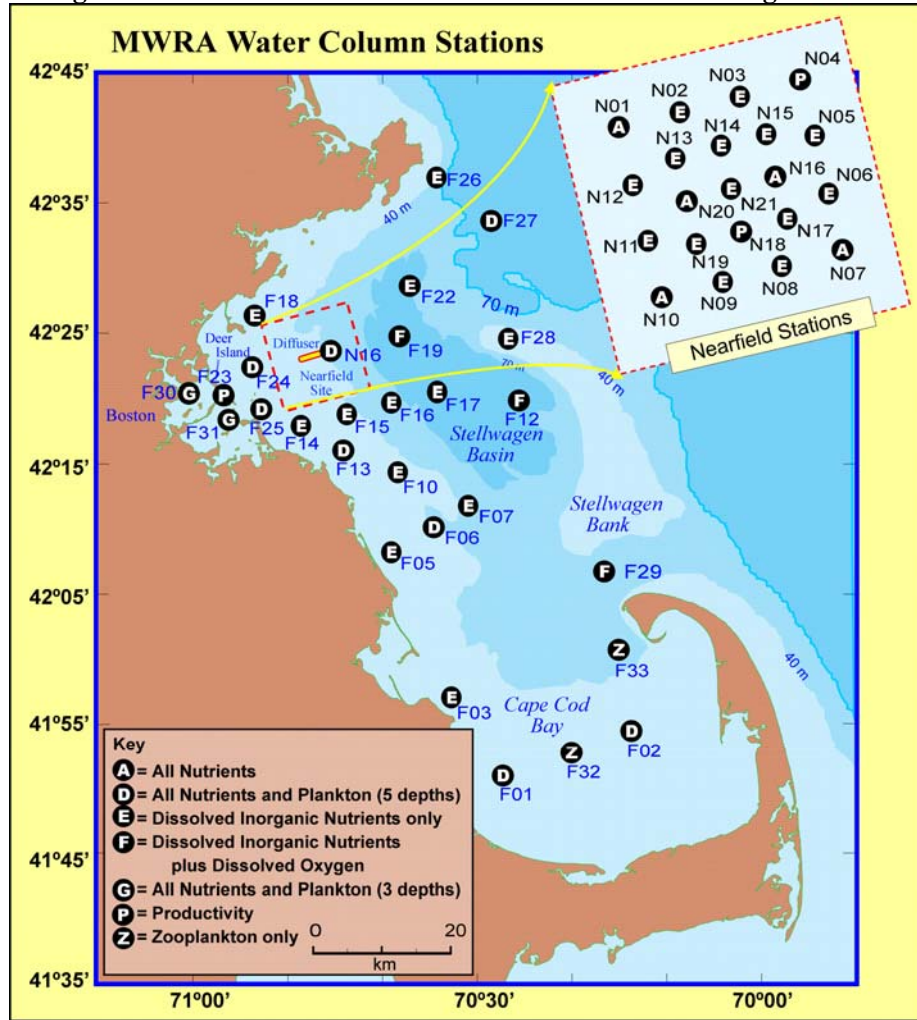 MWRA Water Column Stations
42°45'
42°35'
42°25'
42°15'
42°05'
41°55'
41°45'
41°35'
71°00'
70°30'
70°00'
N04
P
N03
E
N02
E
N01
A
N15
E
N05
E
N14
E
N13
E
N16
A
N06
E
N12
E
N20
A
N21
E
N17
E
N18
P
N11
E
N19
E
N07
A
N08
E
N09
E
N10
A
Nearfield Stations
E F26
40 m
D F27
E F22
70 m
F18
E
F F19
E F28
70 m
40 m
Deer
Island
Diffuser
D N16
Nearfield
Site
F23
D F24
F30 G
P
Boston
G F31
D F25
E F14
E F15
E F16
E F17
F F12
Stellwagen
Basin
D F13
E F10
E F07
D F06
E F05
Stellwagen
Bank
F F29
Z F33
40 m
E F03
Cape Cod
Bay
D F02
Z F32
D F01
Key
A = All Nutrients
D = All Nutrients and Plankton (5 depths)
E = Dissolved Inorganic Nutrients only
F = Dissolved Inorganic Nutrients
plus Dissolved Oxygen
G = All Nutrients and Plankton (3 depths)
P = Productivity
Z = Zooplankton only
0 20
km